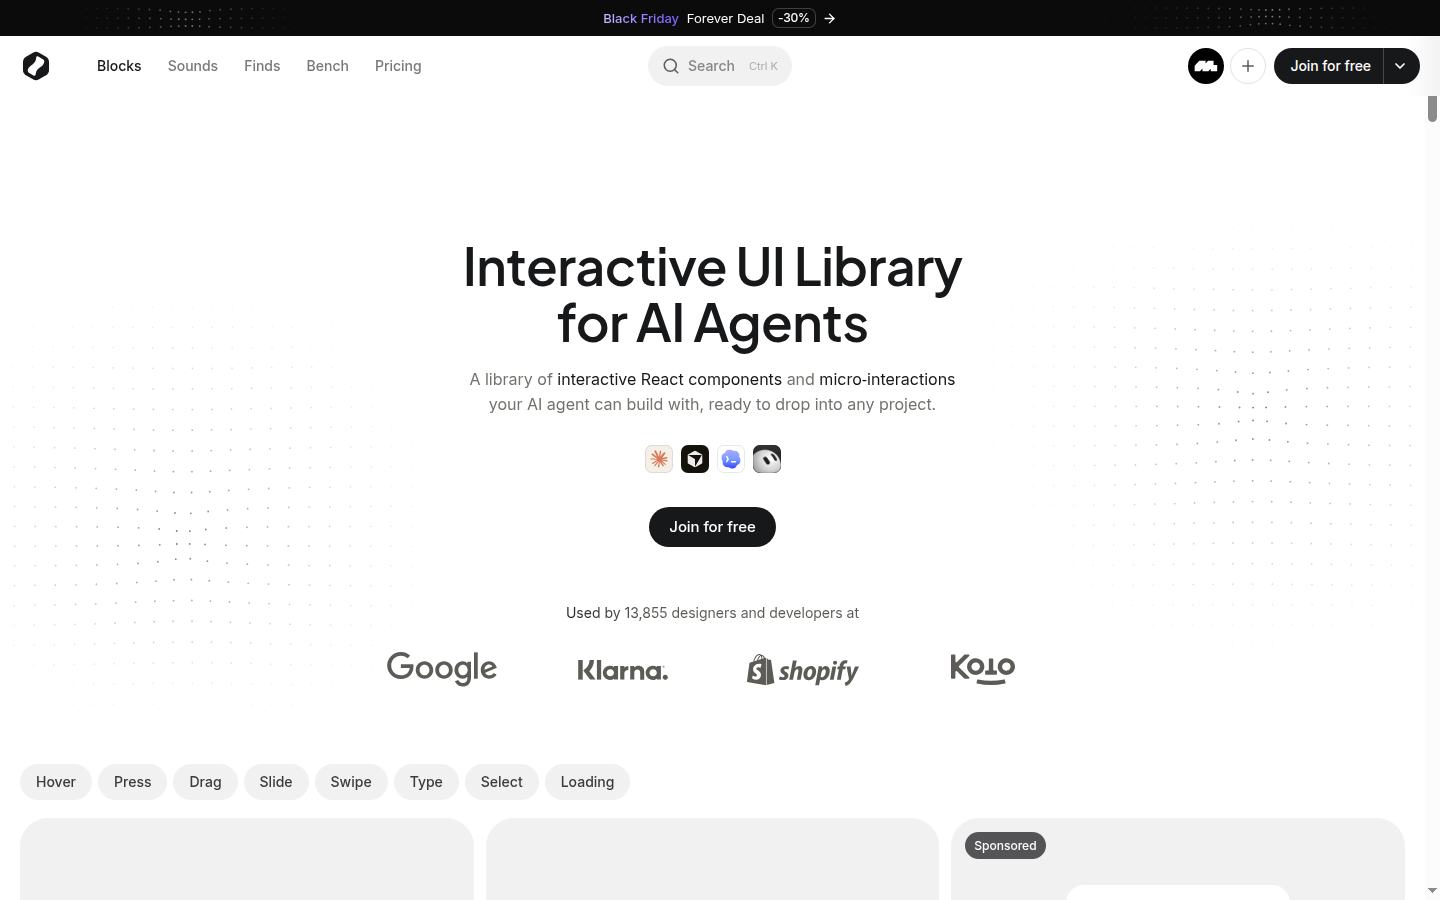 Black Friday Forever Deal -30%
Blocks Sounds Finds Bench Pricing
Search Ctrl K
Join for free
Interactive UI Library
for AI Agents
A library of interactive React components and micro-interactions
your AI agent can build with, ready to drop into any project.
Join for free
Used by 13,855 designers and developers at
Google Klarna. shopify Koto
Hover Press Drag Slide Swipe Type Select Loading
Sponsored